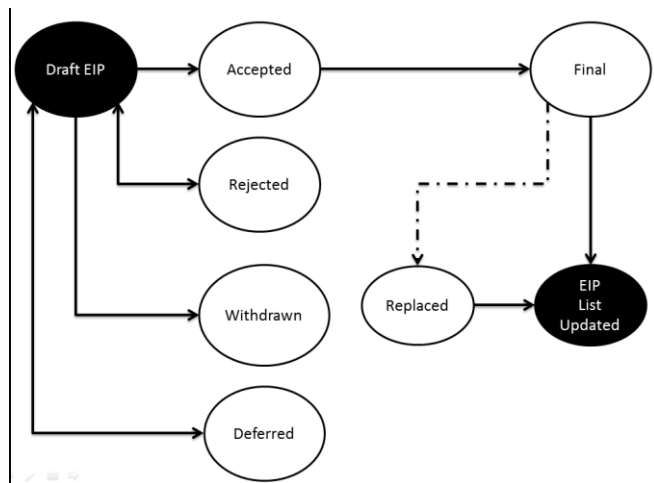 Draft EIP
Accepted
Final
Rejected
Withdrawn
Replaced
EIP
List
Updated
Deferred